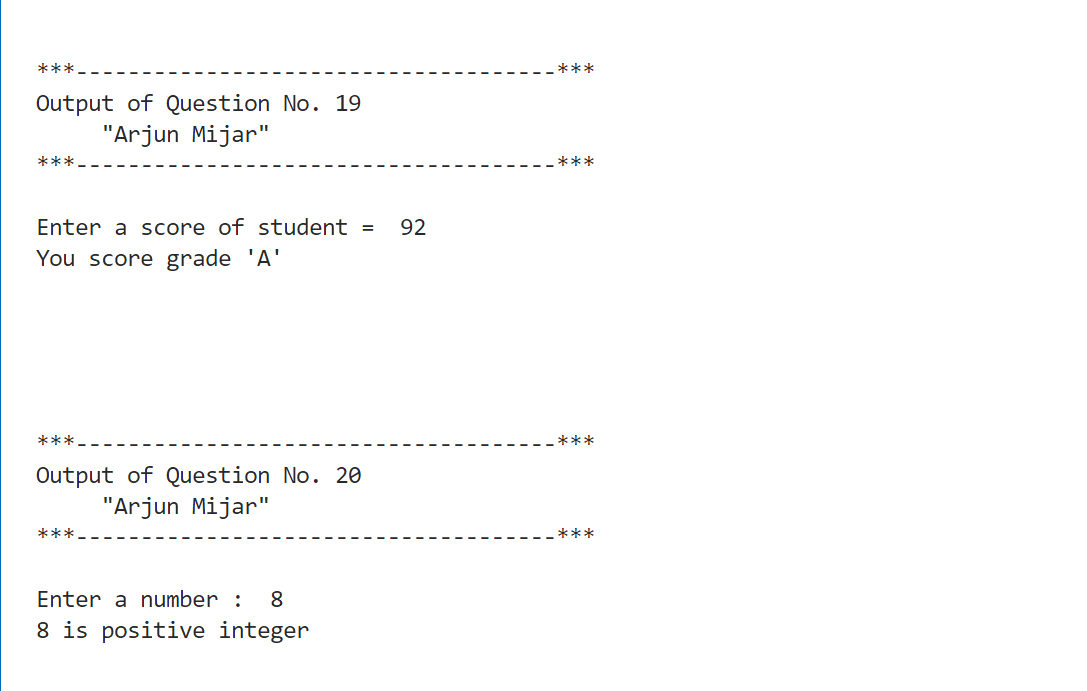 ***-------------------------------------***
Output of Question No. 19
     "Arjun Mijar"
***-------------------------------------***
Enter a score of student =  92
You score grade 'A'
***-------------------------------------***
Output of Question No. 20
     "Arjun Mijar"
***-------------------------------------***
Enter a number :  8
8 is positive integer